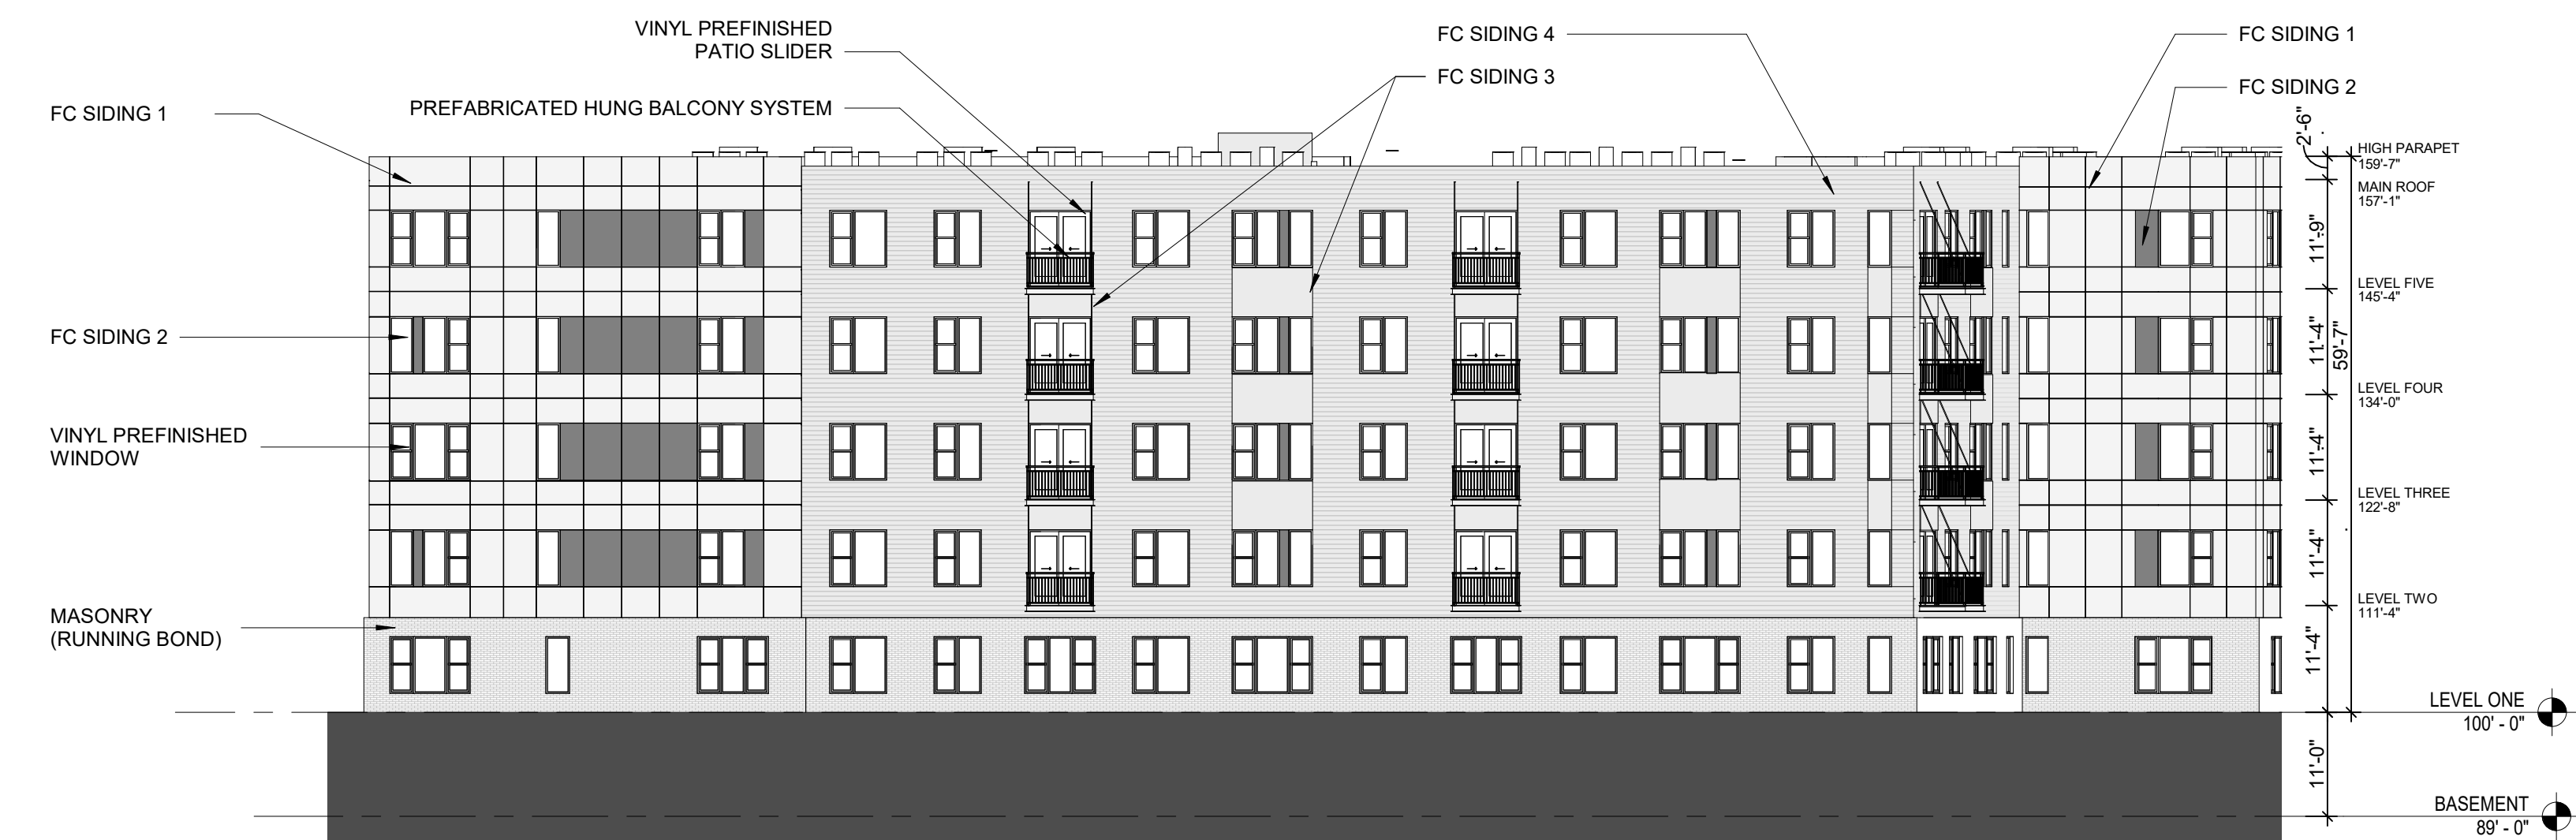 VINYL PREFINISHED
PATIO SLIDER
PREFABRICATED HUNG BALCONY SYSTEM
FC SIDING 1
FC SIDING 2
VINYL PREFINISHED
WINDOW
MASONRY
(RUNNING BOND)
FC SIDING 4
FC SIDING 3
FC SIDING 1
FC SIDING 2
2'-6"
HIGH PARAPET
159'-7"
MAIN ROOF
157'-1"
11'-9"
LEVEL FIVE
145'-4"
11'-4"
59'-7"
LEVEL FOUR
134'-0"
11'-4"
LEVEL THREE
122'-8"
11'-4"
LEVEL TWO
111'-4"
11'-4"
LEVEL ONE
100' - 0"
11'-0"
BASEMENT
89' - 0"